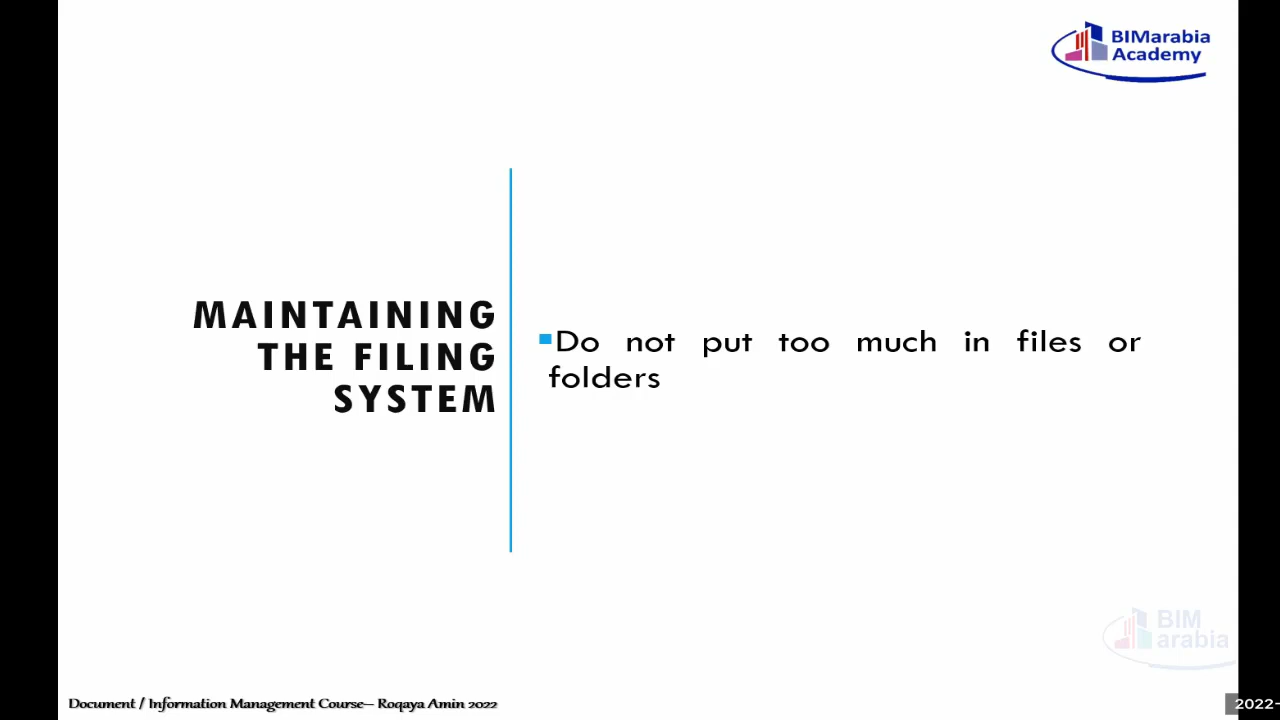 BIMarabia
Academy
MAINTAINING
THE FILING
SYSTEM
Do not put too much in files or
folders
BIM
arabia
Document / Information Management Course– Roqaya Amin 2022
2022-